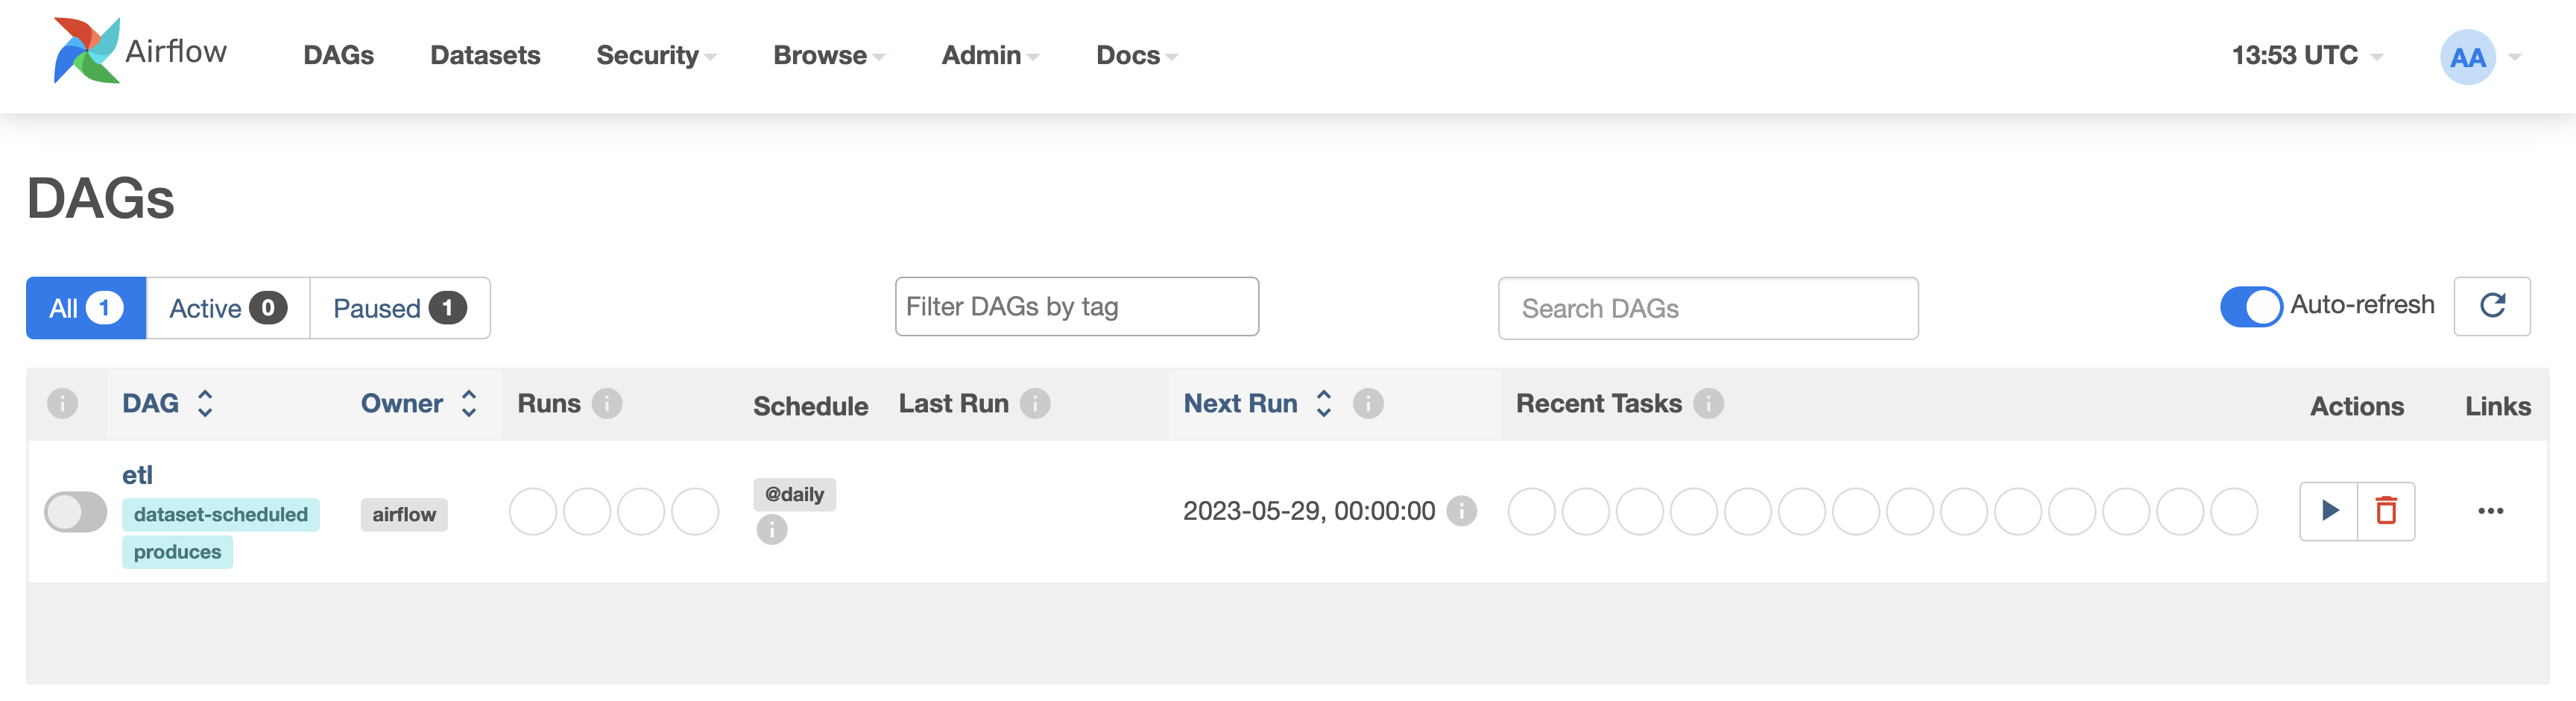 Airflow DAGs Datasets Security Browse Admin Docs 13:53 UTC AA
DAGs
All 1 Active 0 Paused 1 Filter DAGs by tag Search DAGs Auto-refresh
i DAG Owner Runs i Schedule Last Run i Next Run i Recent Tasks i Actions Links
etl
dataset-scheduled
produces
airflow
@daily
i
2023-05-29, 00:00:00 i